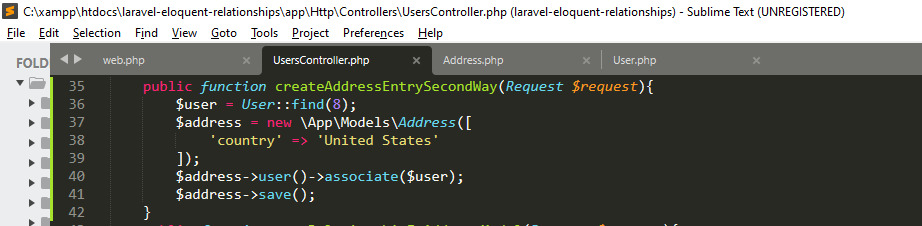 C:\xampp\htdocs\laravel-eloquent-relationships\app\Http\Controllers\UsersController.php (laravel-eloquent-relationships) - Sublime Text (UNREGISTERED)
File Edit Selection Find View Goto Tools Project Preferences Help
FOLD web.php × UsersController.php × Address.php × User.php ×
35 public function createAddressEntrySecondWay(Request $request){
36 $user = User::find(8);
37 $address = new \App\Models\Address([
38 'country' => 'United States'
39 ]);
40 $address->user()->associate($user);
41 $address->save();
42 }